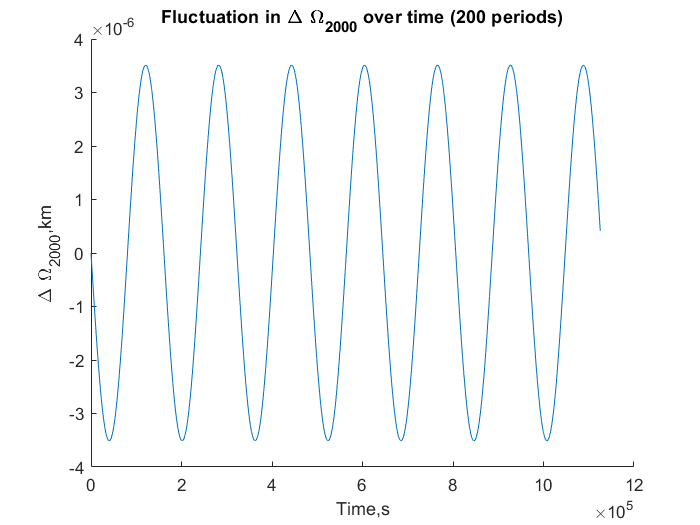 Fluctuation in Δ Ω2000 over time (200 periods)
×10-6
4
3
2
1
0
-1
-2
-3
-4
Δ Ω2000,km
0 2 4 6 8 10 12
Time,s
×105